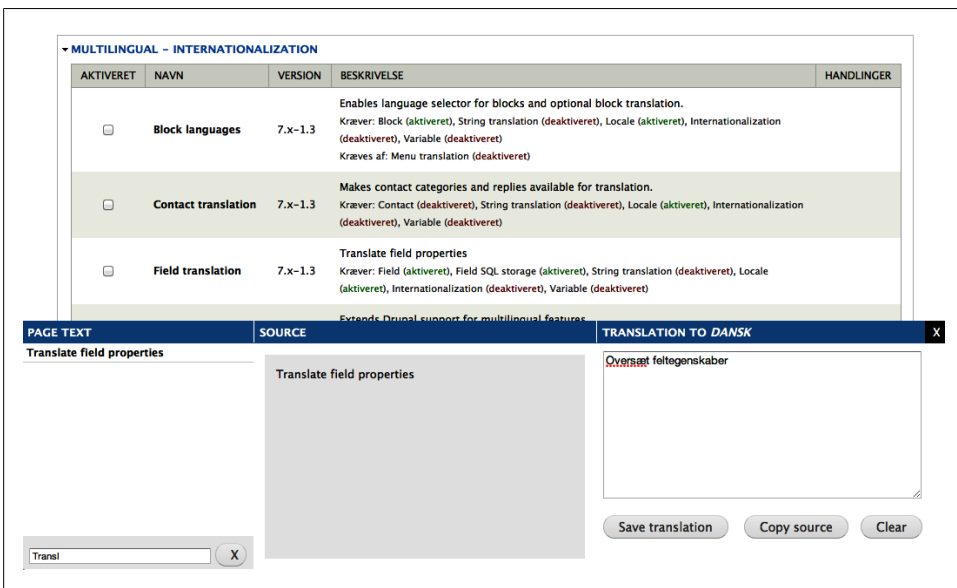 MULTILINGUAL – INTERNATIONALIZATION
AKTIVERET NAVN VERSION BESKRIVELSE HANDLINGER
Enables language selector for blocks and optional block translation.
Block languages 7.x-1.3 Kræver: Block (aktiveret), String translation (deaktiveret), Locale (aktiveret), Internationalization
(deaktiveret), Variable (deaktiveret)
Kræves af: Menu translation (deaktiveret)
Makes contact categories and replies available for translation.
Contact translation 7.x-1.3 Kræver: Contact (deaktiveret), String translation (deaktiveret), Locale (aktiveret), Internationalization
(deaktiveret), Variable (deaktiveret)
Translate field properties
Field translation 7.x-1.3 Kræver: Field (aktiveret), Field SQL storage (aktiveret), String translation (deaktiveret), Locale
(aktiveret), Internationalization (deaktiveret), Variable (deaktiveret)
Extends Drupal support for multilingual features.
PAGE TEXT SOURCE TRANSLATION TO DANSK X
Translate field properties
Translate field properties
Oversæt feltegenskaber
Save translation Copy source Clear
Transl X